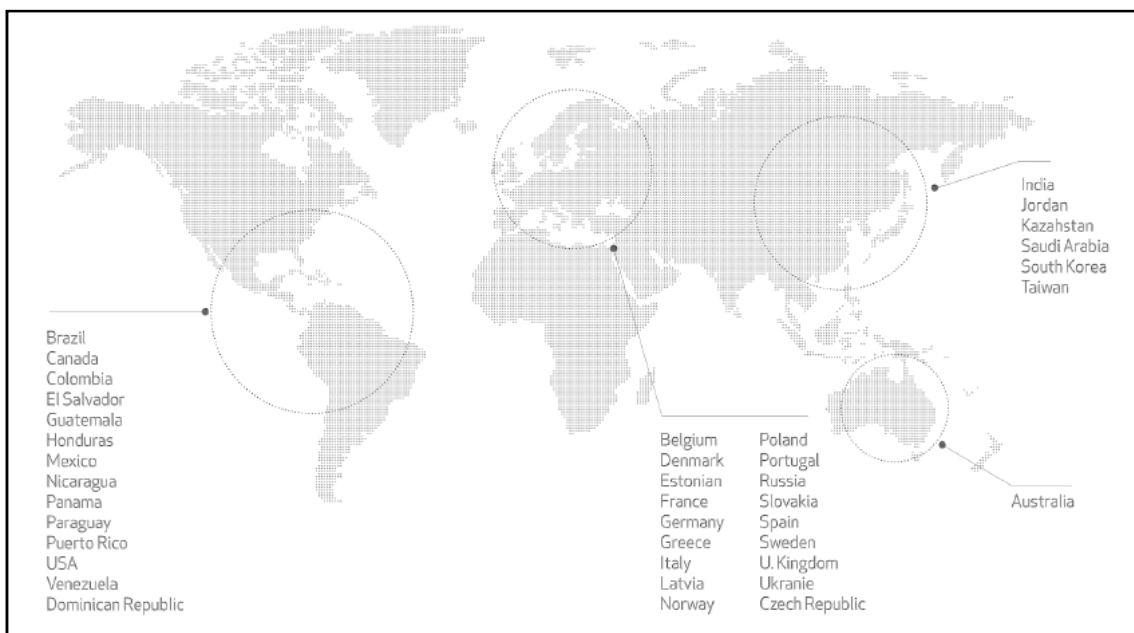 India
Jordan
Kazahstan
Saudi Arabia
South Korea
Taiwan
Brazil
Canada
Colombia
El Salvador
Guatemala
Honduras
Mexico
Nicaragua
Panama
Paraguay
Puerto Rico
USA
Venezuela
Dominican Republic
Belgium
Denmark
Estonian
France
Germany
Greece
Italy
Latvia
Norway
Poland
Portugal
Russia
Slovakia
Spain
Sweden
U. Kingdom
Ukranie
Czech Republic
Australia